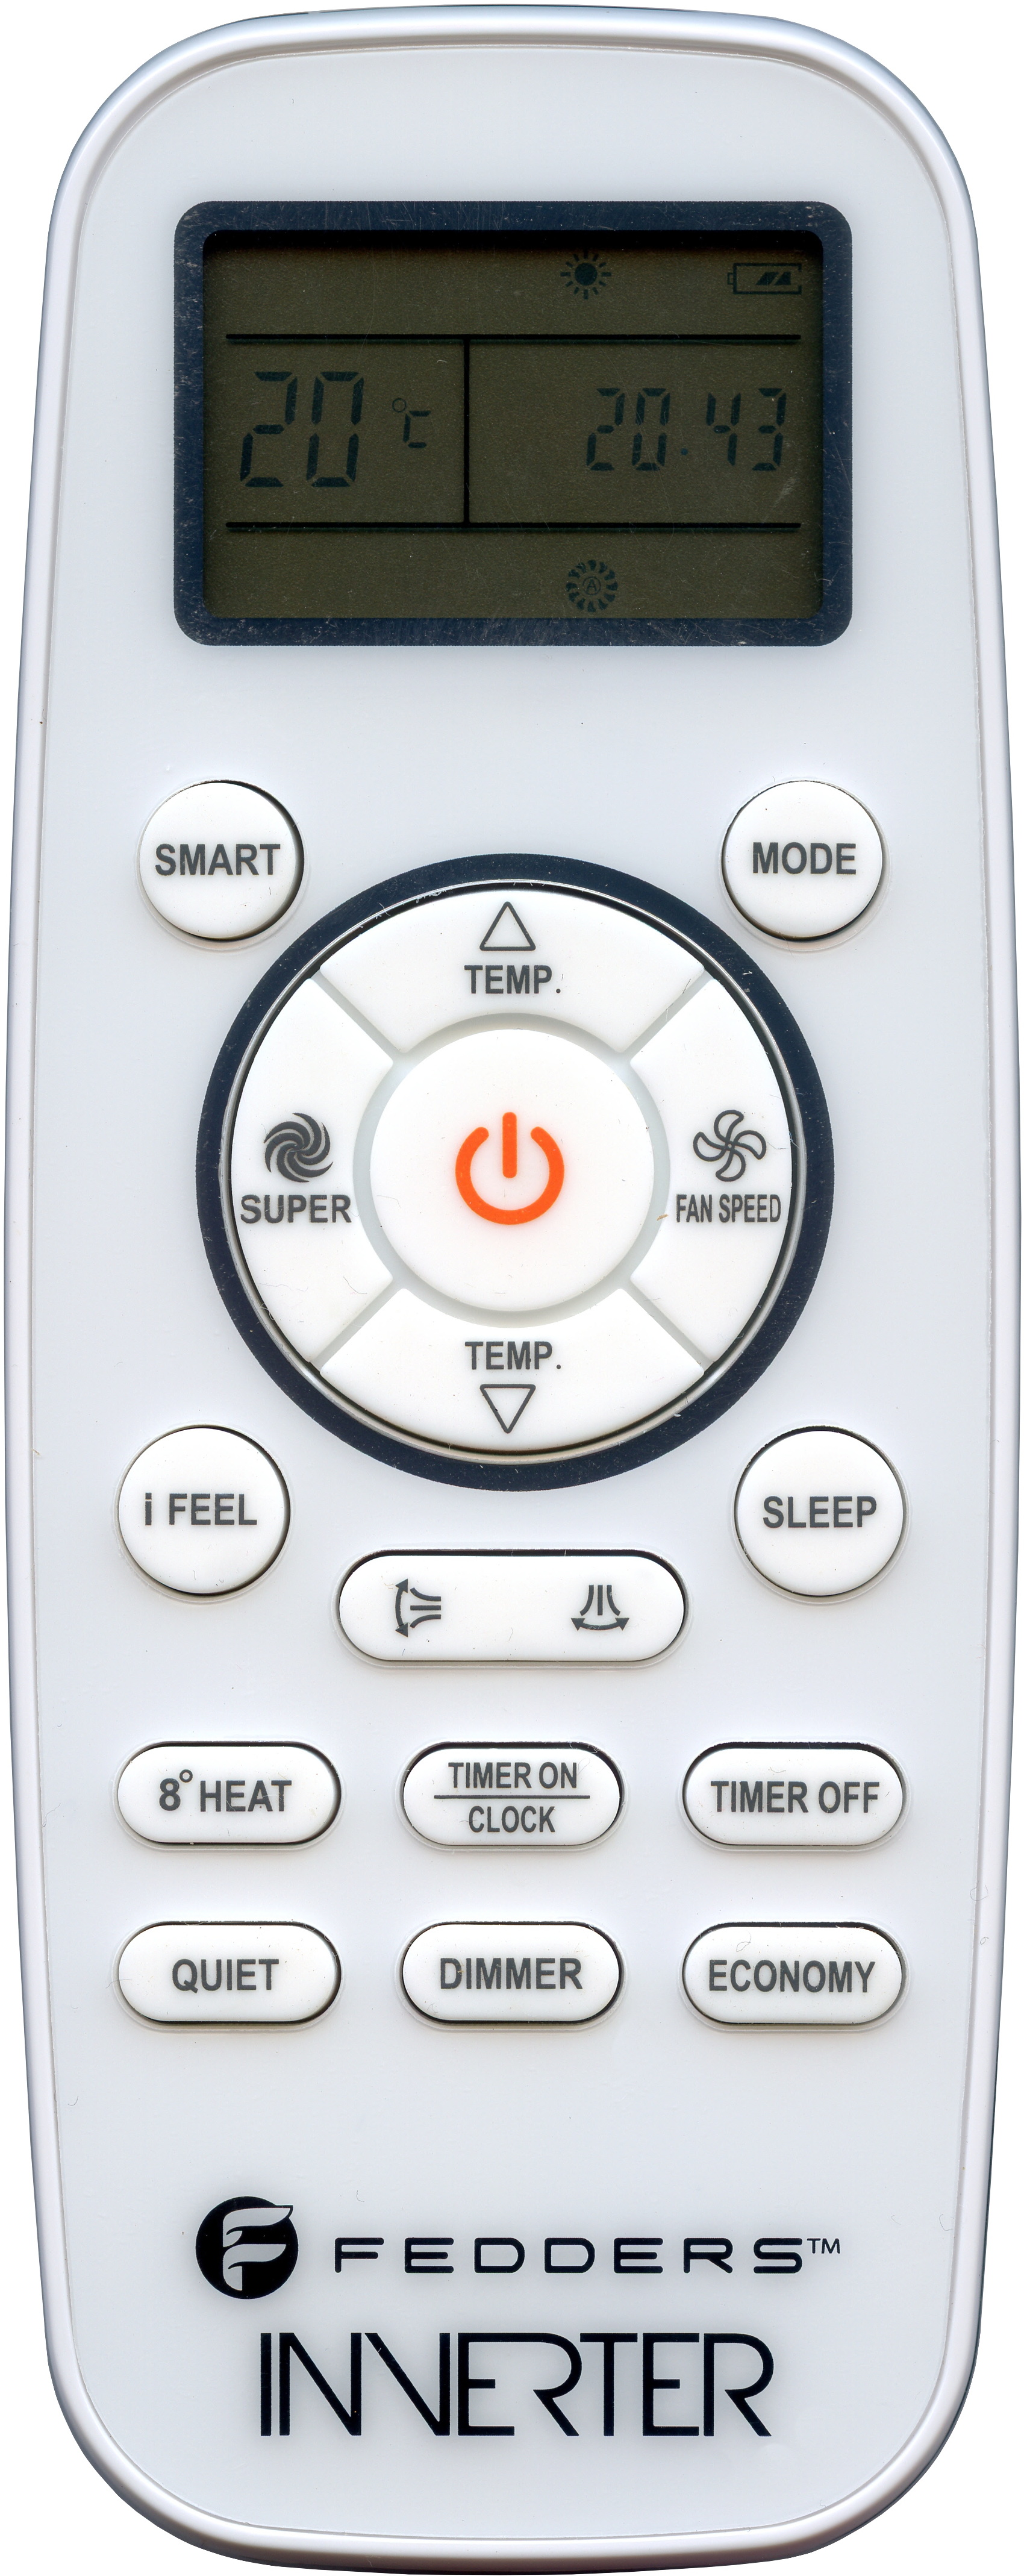 20 °C
20.43
A
SMART
MODE
TEMP.
SUPER
FAN SPEED
TEMP.
i FEEL
SLEEP
8° HEAT
TIMER ON
CLOCK
TIMER OFF
QUIET
DIMMER
ECONOMY
F FEDDERS™
INVERTER